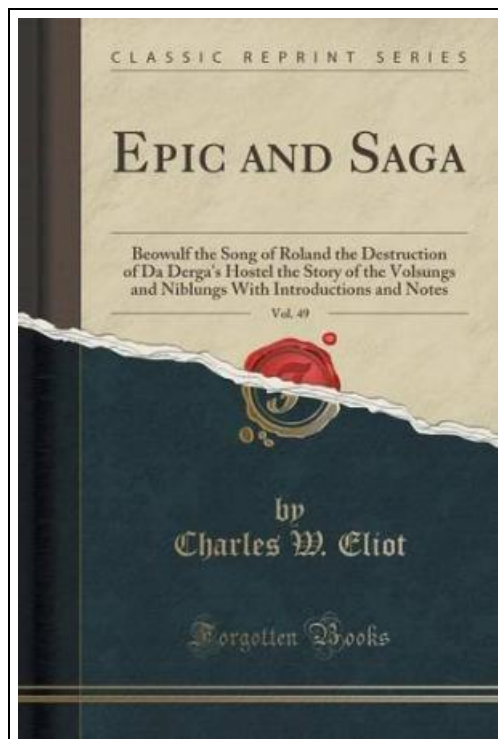 CLASSIC REPRINT SERIES
EPIC AND SAGA
Beowulf the Song of Roland the Destruction
of Da Derga's Hostel the Story of the Volsungs
and Niblungs With Introductions and Notes
Vol. 49
by
Charles W. Eliot
Forgotten Books